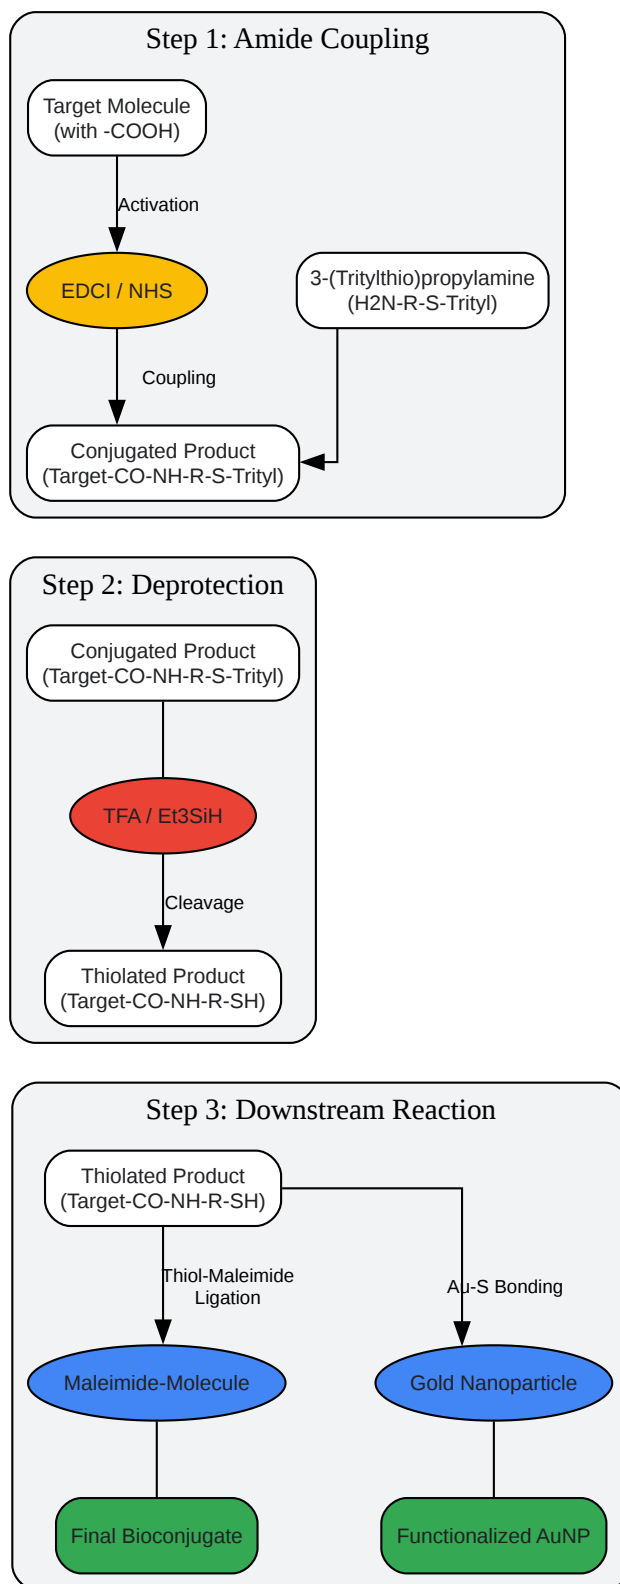 Step 1: Amide Coupling
Target Molecule
(with -COOH)
Activation
EDCI / NHS
3-(Tritylthio)propylamine
(H2N-R-S-Trityl)
Coupling
Conjugated Product
(Target-CO-NH-R-S-Trityl)
Step 2: Deprotection
Conjugated Product
(Target-CO-NH-R-S-Trityl)
TFA / Et3SiH
Cleavage
Thiolated Product
(Target-CO-NH-R-SH)
Step 3: Downstream Reaction
Thiolated Product
(Target-CO-NH-R-SH)
Thiol-Maleimide
Ligation
Au-S Bonding
Maleimide-Molecule
Gold Nanoparticle
Final Bioconjugate
Functionalized AuNP